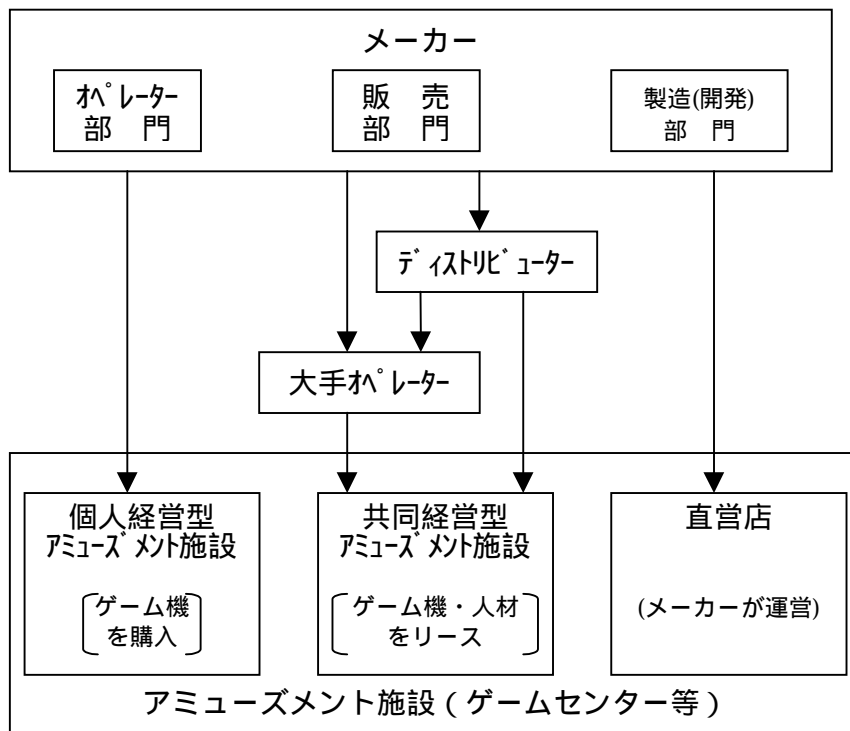 メーカー
ｵﾍﾟﾚｰﾀｰ
部　門
販　売
部　門
製造(開発)
部　門
ﾃﾞｨｽﾄﾘﾋﾞｭｰﾀｰ
大手ｵﾍﾟﾚｰﾀｰ
個人経営型
ｱﾐｭｰｽﾞﾒﾝﾄ施設
ゲーム機
を購入
共同経営型
ｱﾐｭｰｽﾞﾒﾝﾄ施設
ゲーム機・人材
をリース
直営店
(メーカーが運営)
アミューズメント施設（ゲームセンター等）